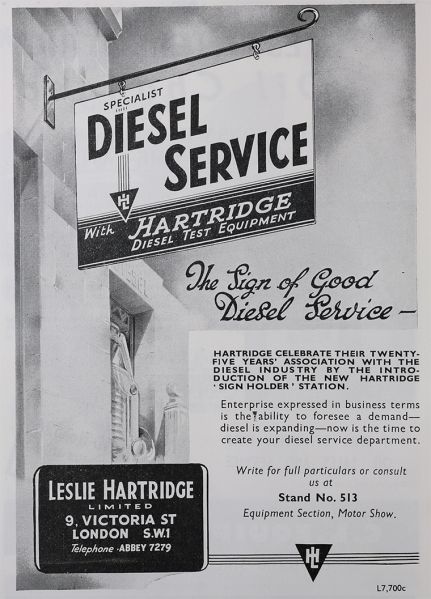 SPECIALIST
DIESEL
SERVICE
HL
With HARTRIDGE
DIESEL TEST EQUIPMENT
The Sign of Good
Diesel Service—
HARTRIDGE CELEBRATE THEIR TWENTY-
FIVE YEARS' ASSOCIATION WITH THE
DIESEL INDUSTRY BY THE INTRO-
DUCTION OF THE NEW HARTRIDGE
'SIGN HOLDER' STATION.
Enterprise expressed in business terms
is the ability to foresee a demand—
diesel is expanding—now is the time to
create your diesel service department.
Write for full particulars or consult
us at
Stand No. 513
Equipment Section, Motor Show.
LESLIE HARTRIDGE
LIMITED
9, VICTORIA ST
LONDON S.W.1
Telephone · ABBEY 7279
HL
L7,700c